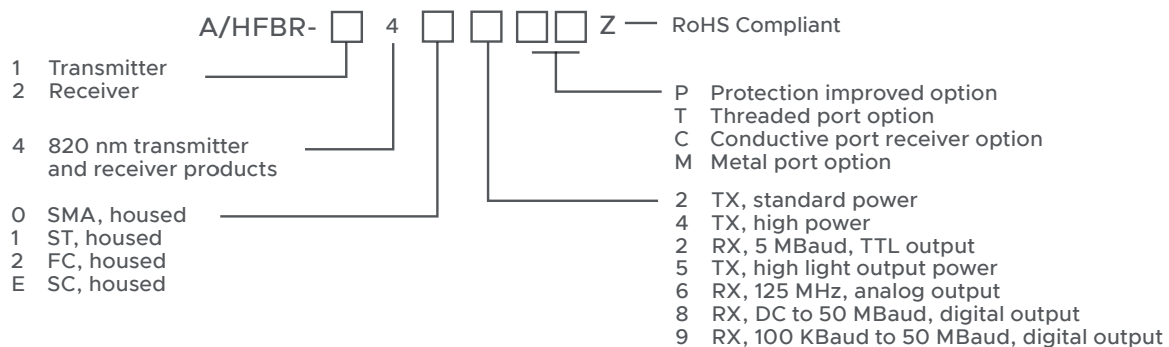 A/HFBR- 4 Z RoHS Compliant
1 Transmitter
2 Receiver
4 820 nm transmitter
and receiver products
0 SMA, housed
1 ST, housed
2 FC, housed
E SC, housed
P Protection improved option
T Threaded port option
C Conductive port receiver option
M Metal port option
2 TX, standard power
4 TX, high power
2 RX, 5 MBaud, TTL output
5 TX, high light output power
6 RX, 125 MHz, analog output
8 RX, DC to 50 MBaud, digital output
9 RX, 100 KBaud to 50 MBaud, digital output